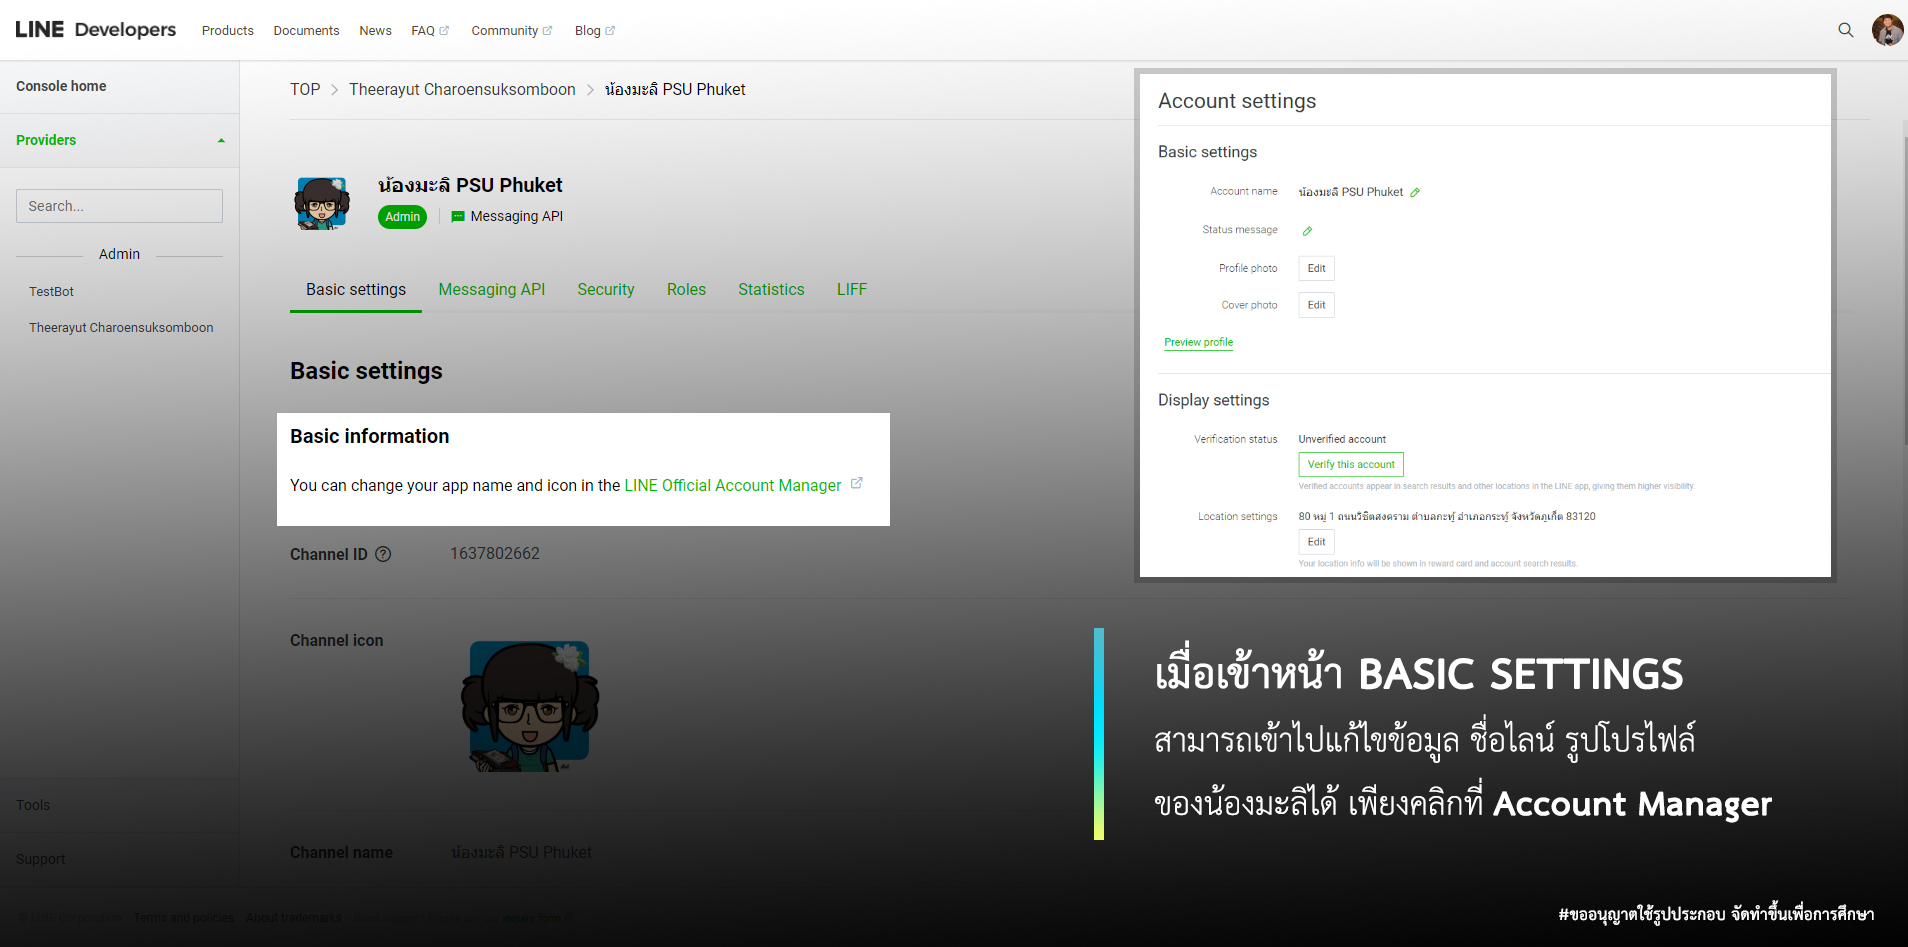 LINE Developers
Products Documents News FAQ Community Blog
Console home
Providers
Search...
Admin
TestBot
Theerayut Charoensuksomboon
Tools
Support
TOP > Theerayut Charoensuksomboon > น้องมะลิ PSU Phuket
น้องมะลิ PSU Phuket
Admin Messaging API
Basic settings Messaging API Security Roles Statistics LIFF
Basic settings
Basic information
You can change your app name and icon in the LINE Official Account Manager
Channel ID 1637802662
Channel icon
Channel name น้องมะลิ PSU Phuket
© LINE Corporation Terms and policies About trademarks
Account settings
Basic settings
Account name น้องมะลิ PSU Phuket
Status message
Profile photo Edit
Cover photo Edit
Preview profile
Display settings
Verification status Unverified account
Verify this account
Verified accounts appear in search results and other locations in the LINE app, giving them higher visibility.
Location settings 80 หมู่ 1 ถนนวิชิตสงคราม ตำบลกะทู้ อำเภอกระทู้ จังหวัดภูเก็ต 83120
Edit
Your location info will be shown in reward card and account search results.
เมื่อเข้าหน้า BASIC SETTINGS
สามารถเข้าไปแก้ไขข้อมูล ชื่อไลน์ รูปโปรไฟล์
ของน้องมะลิได้ เพียงคลิกที่ Account Manager
#ขออนุญาตใช้รูปประกอบ จัดทำขึ้นเพื่อการศึกษา